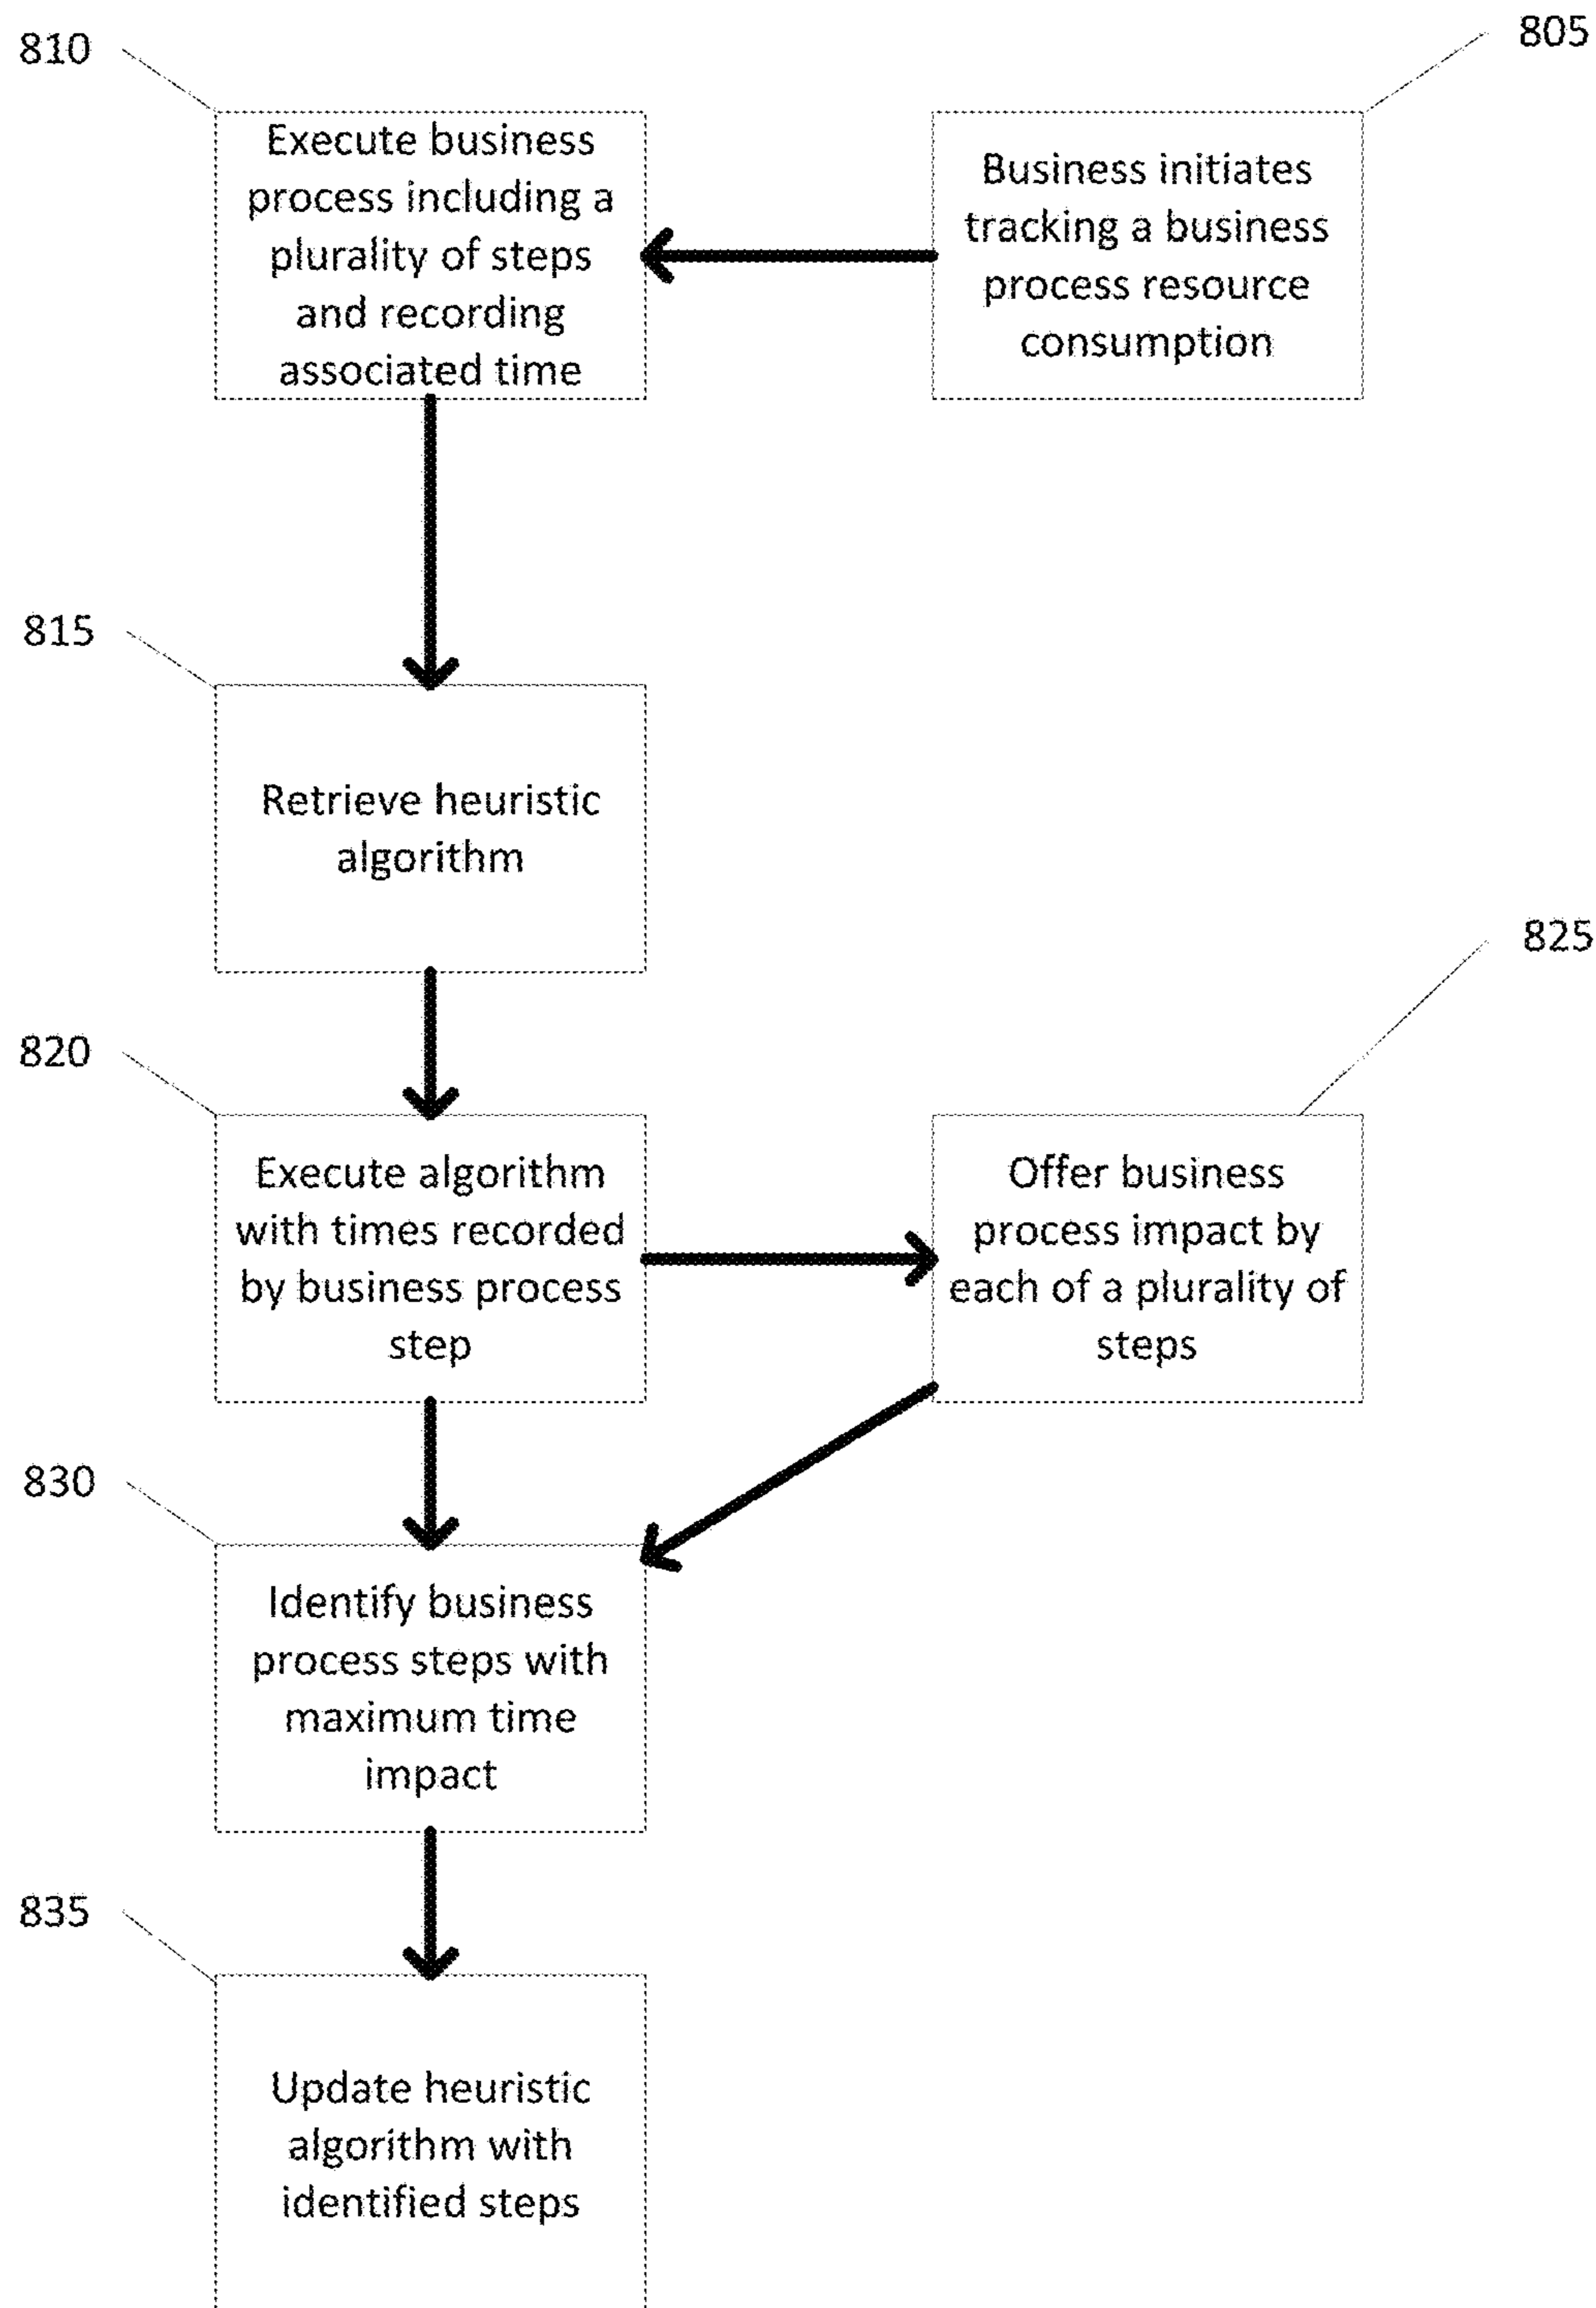 810
805
Execute business
process including a
plurality of steps
and recording
associated time
Business initiates
tracking a business
process resource
consumption
815
Retrieve heuristic
algorithm
825
820
Execute algorithm
with times recorded
by business process
step
Offer business
process impact by
each of a plurality of
steps
830
Identify business
process steps with
maximum time
impact
835
Update heuristic
algorithm with
identified steps